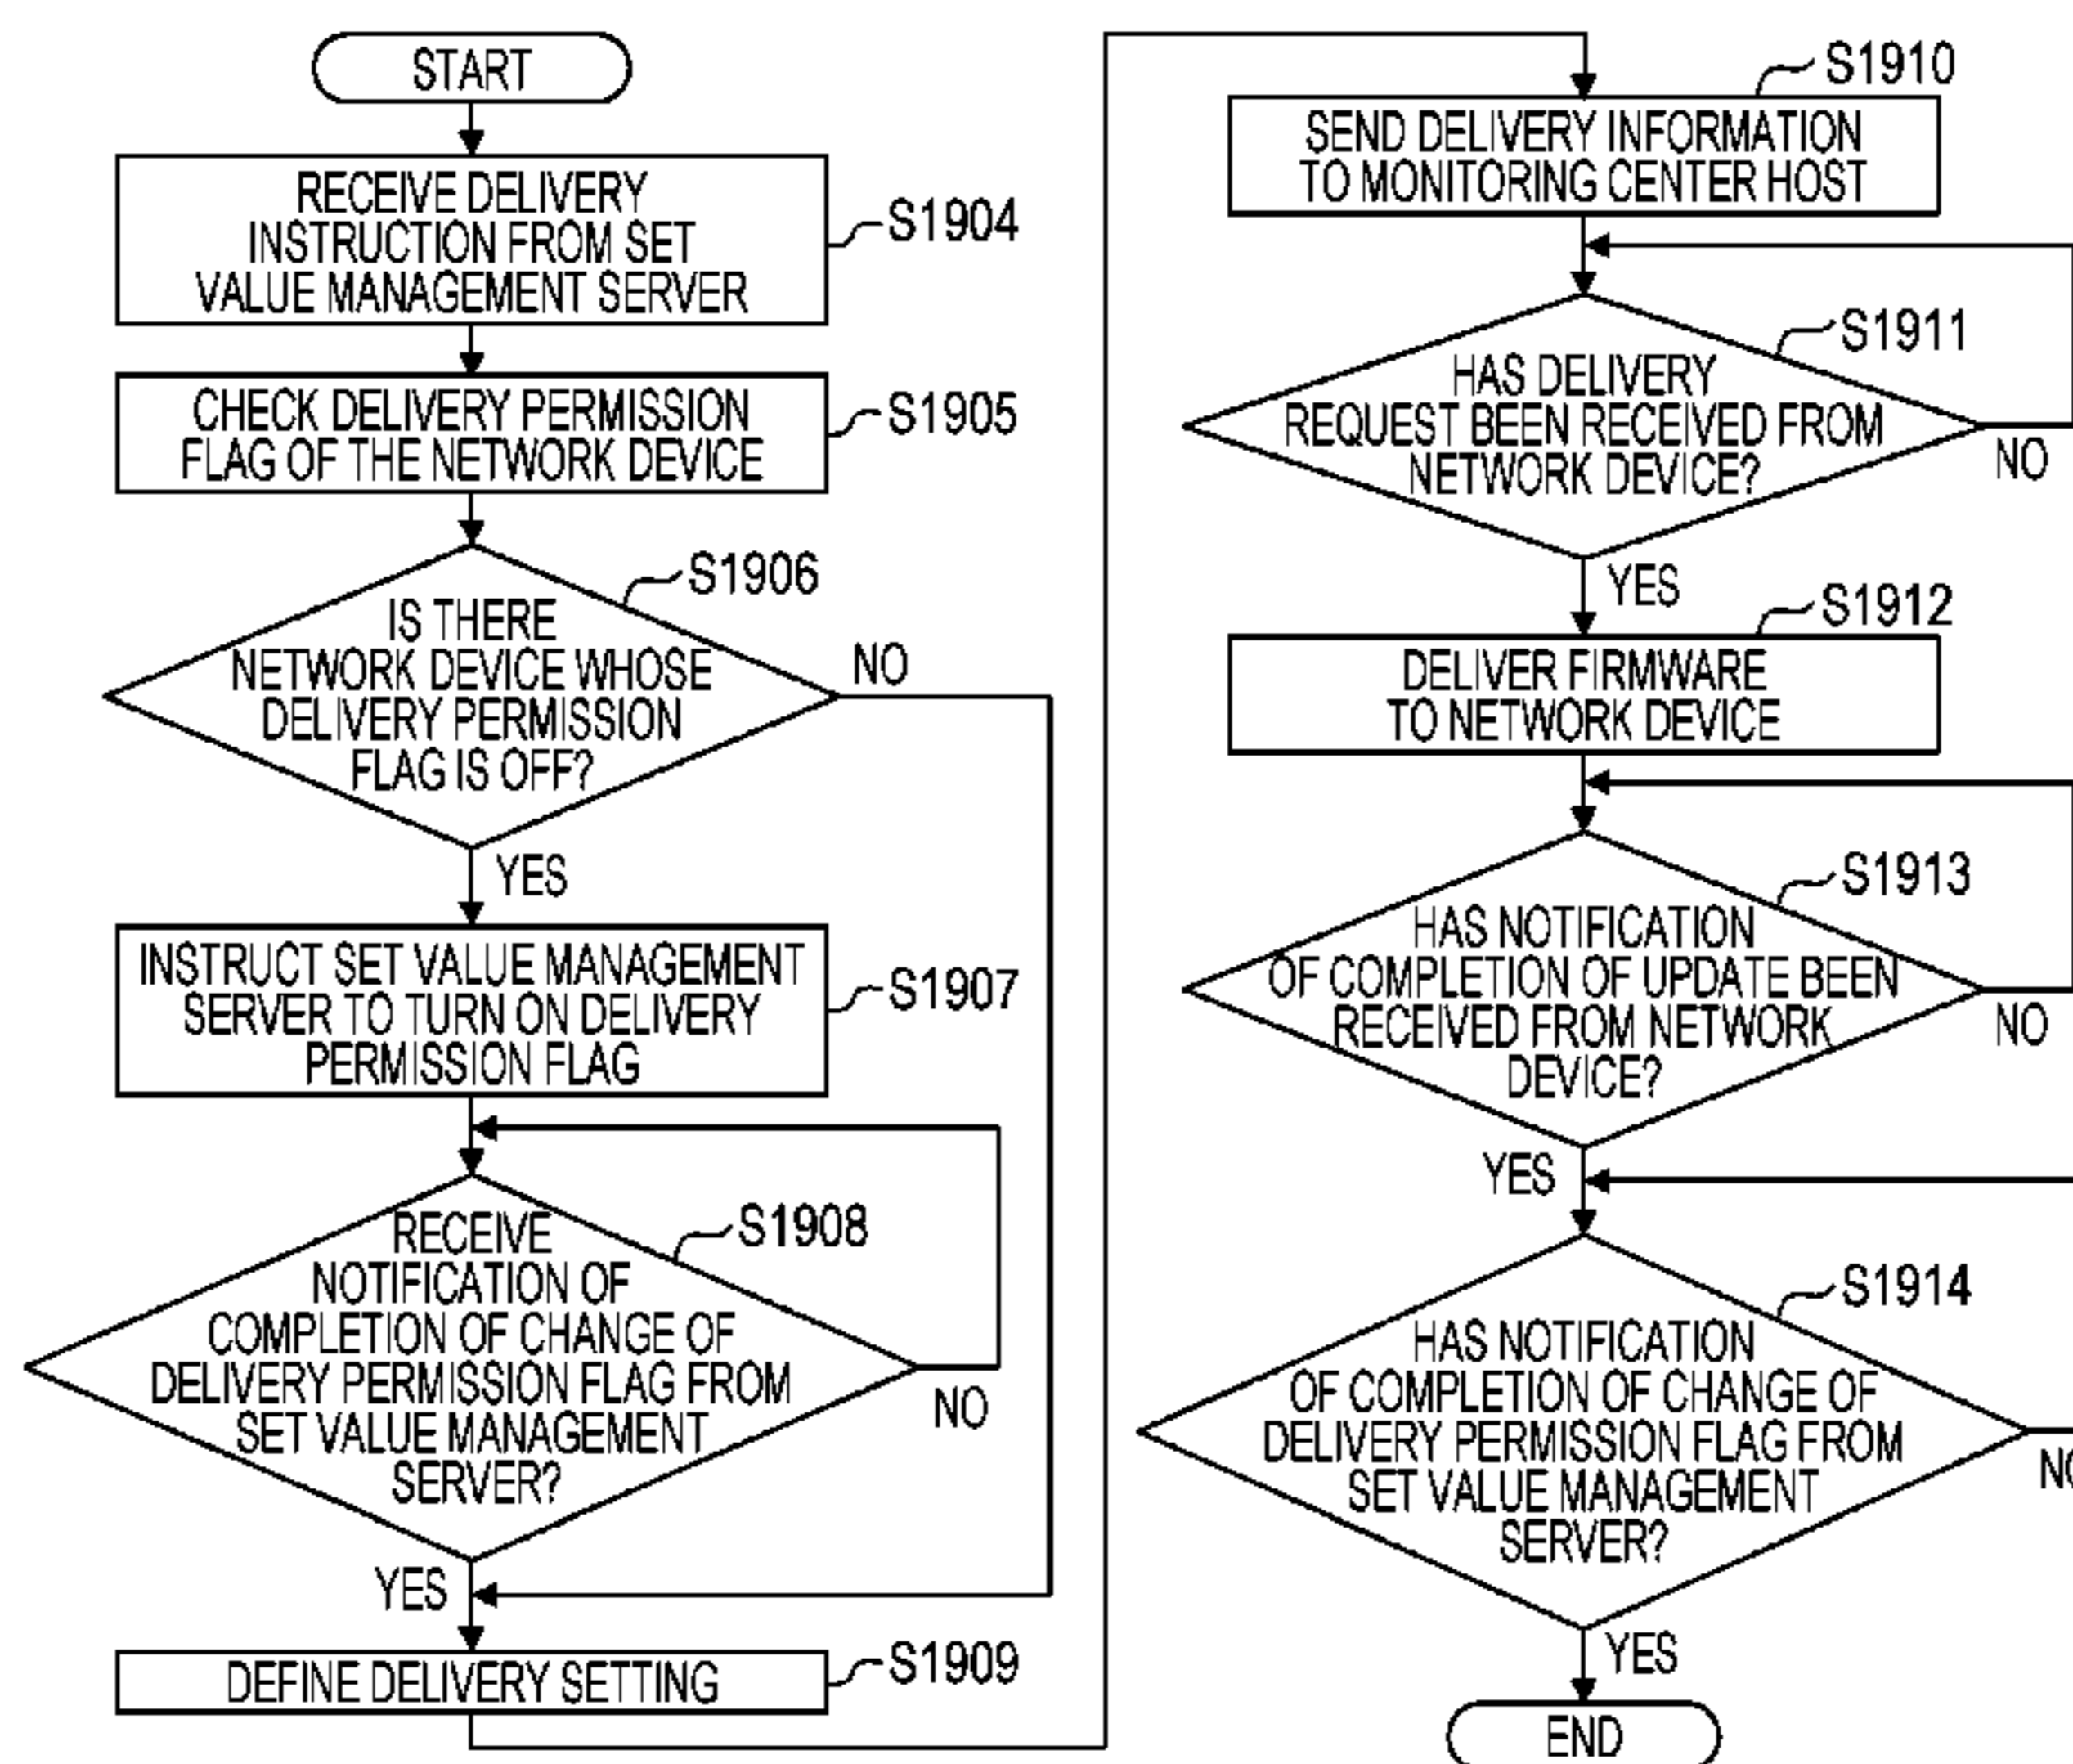 START
RECEIVE DELIVERY
INSTRUCTION FROM SET
VALUE MANAGEMENT SERVER
S1904
CHECK DELIVERY PERMISSION
FLAG OF THE NETWORK DEVICE
S1905
S1906
IS THERE
NETWORK DEVICE WHOSE
DELIVERY PERMISSION
FLAG IS OFF?
NO
YES
INSTRUCT SET VALUE MANAGEMENT
SERVER TO TURN ON DELIVERY
PERMISSION FLAG
S1907
S1908
RECEIVE
NOTIFICATION OF
COMPLETION OF CHANGE OF
DELIVERY PERMISSION FLAG FROM
SET VALUE MANAGEMENT
SERVER?
NO
YES
DEFINE DELIVERY SETTING
S1909
S1910
SEND DELIVERY INFORMATION
TO MONITORING CENTER HOST
S1911
HAS DELIVERY
REQUEST BEEN RECEIVED FROM
NETWORK DEVICE?
NO
YES
S1912
DELIVER FIRMWARE
TO NETWORK DEVICE
S1913
HAS NOTIFICATION
OF COMPLETION OF UPDATE BEEN
RECEIVED FROM NETWORK
DEVICE?
NO
YES
S1914
HAS NOTIFICATION
OF COMPLETION OF CHANGE OF
DELIVERY PERMISSION FLAG FROM
SET VALUE MANAGEMENT
SERVER?
NO
YES
END